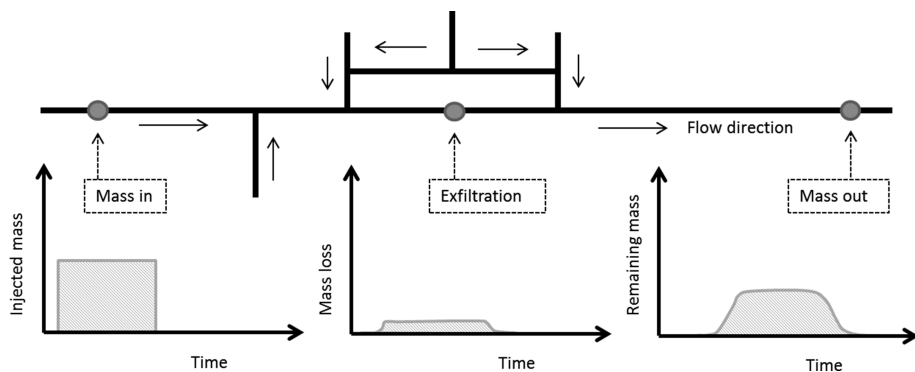 Flow direction
Mass in
Exfiltration
Mass out
Injected mass
Time
Mass loss
Time
Remaining mass
Time